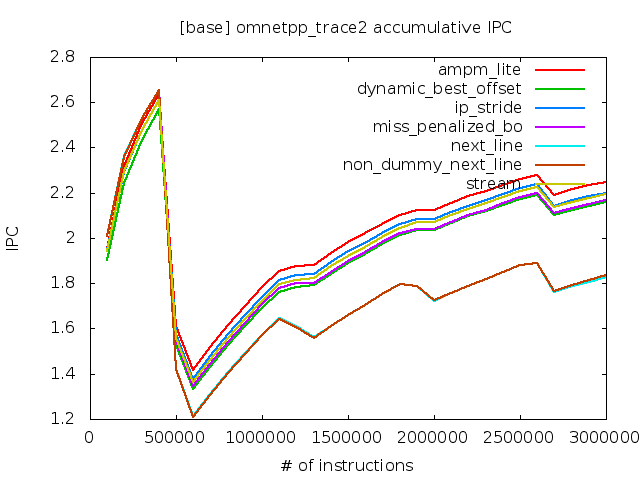 [base] omnetpp_trace2 accumulative IPC
2.8
2.6
2.4
2.2
2
1.8
1.6
1.4
1.2
IPC
ampm_lite
dynamic_best_offset
ip_stride
miss_penalized_bo
next_line
non_dummy_next_line
stream
0 500000 1000000 1500000 2000000 2500000 3000000
# of instructions